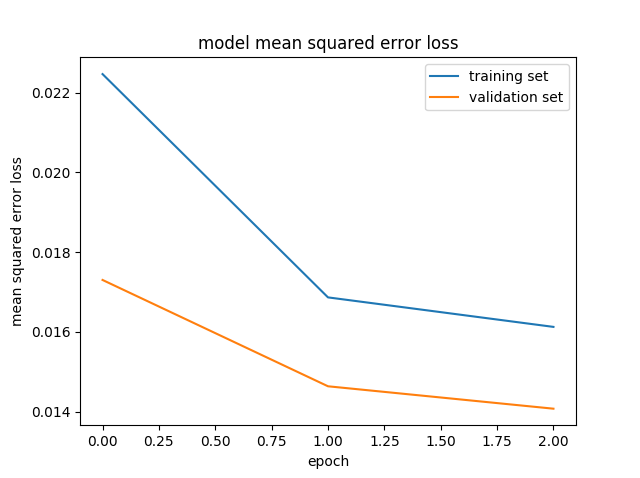 model mean squared error loss
training set
validation set
mean squared error loss
0.022
0.020
0.018
0.016
0.014
0.00 0.25 0.50 0.75 1.00 1.25 1.50 1.75 2.00
epoch